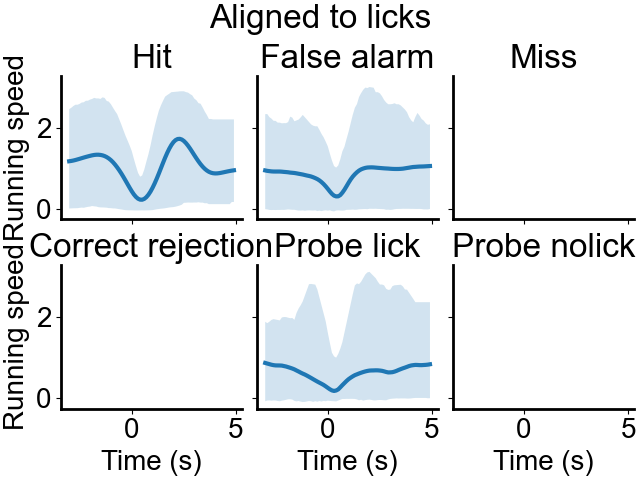 Aligned to licks
Hit
False alarm
Miss
Running speed
2
0
Correct rejection
Probe lick
Probe nolick
Running speed
2
0
0
5
0
5
0
5
Time (s)
Time (s)
Time (s)